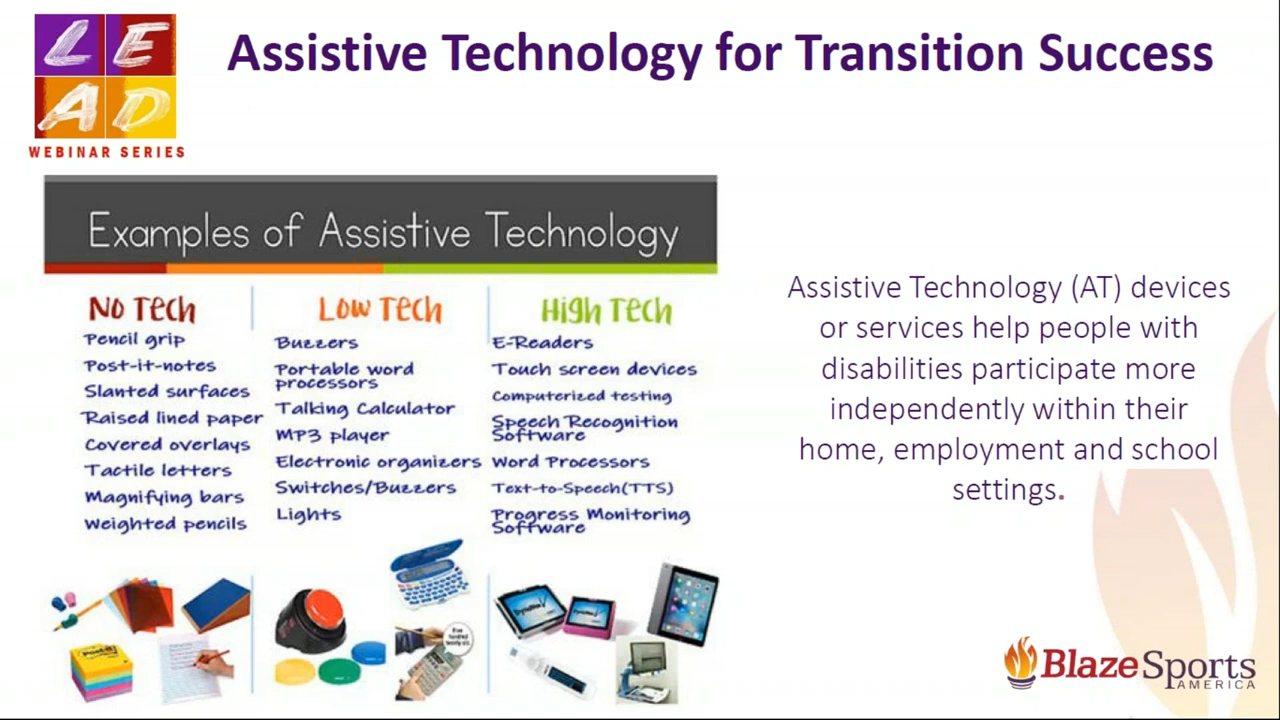 LE
AD
WEBINAR SERIES
Assistive Technology for Transition Success
Examples of Assistive Technology
No Tech
Pencil grip
Post-it-notes
Slanted surfaces
Raised lined paper
Covered overlays
Tactile letters
Magnifying bars
Weighted pencils
Low Tech
Buzzers
Portable word
processors
Talking Calculator
MP3 player
Electronic organizers
Switches/Buzzers
Lights
High Tech
E-Readers
Touch screen devices
Computerized testing
Speech Recognition
Software
Word Processors
Text-to-Speech(TTS)
Progress Monitoring
Software
Assistive Technology (AT) devices
or services help people with
disabilities participate more
independently within their
home, employment and school
settings.
Post-it
BlazeSports
AMERICA